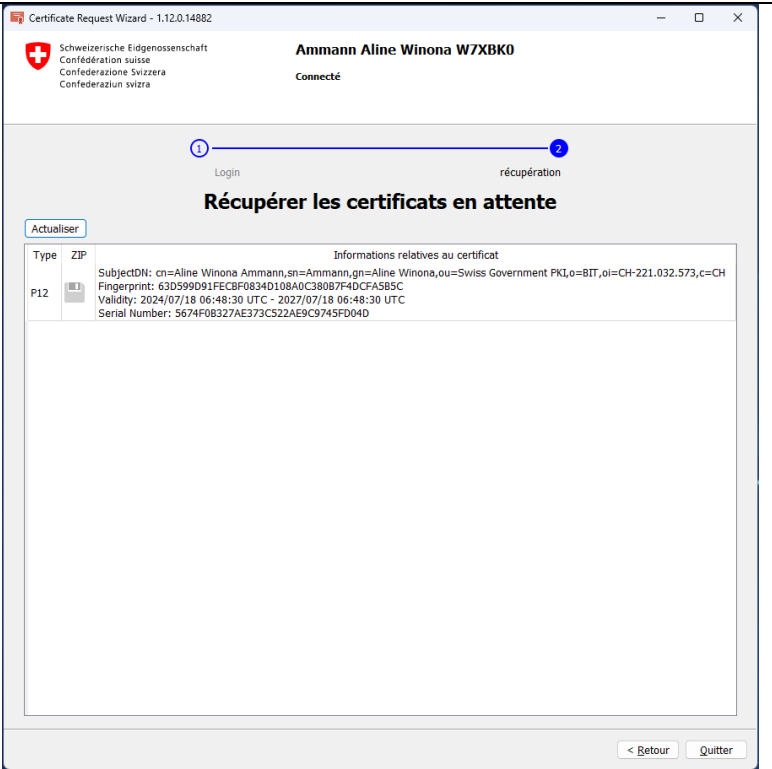 Certificate Request Wizard - 1.12.0.14882
Schweizerische Eidgenossenschaft
Confédération suisse
Confederazione Svizzera
Confederaziun svizra
Ammann Aline Winona W7XBK0
Connecté
1
2
Login
récupération
Récupérer les certificats en attente
Actualiser
Type ZIP Informations relatives au certificat
P12
SubjectDN: cn=Aline Winona Ammann,sn=Ammann,gn=Aline Winona,ou=Swiss Government PKI,o=BIT,oi=CH-221.032.573,c=CH
Fingerprint: 63D599D91FECBF0834D108A0C380B7F4DCFA5B5C
Validity: 2024/07/18 06:48:30 UTC - 2027/07/18 06:48:30 UTC
Serial Number: 5674F0B327AE373C522AE9C9745FD04D
< Retour
Quitter